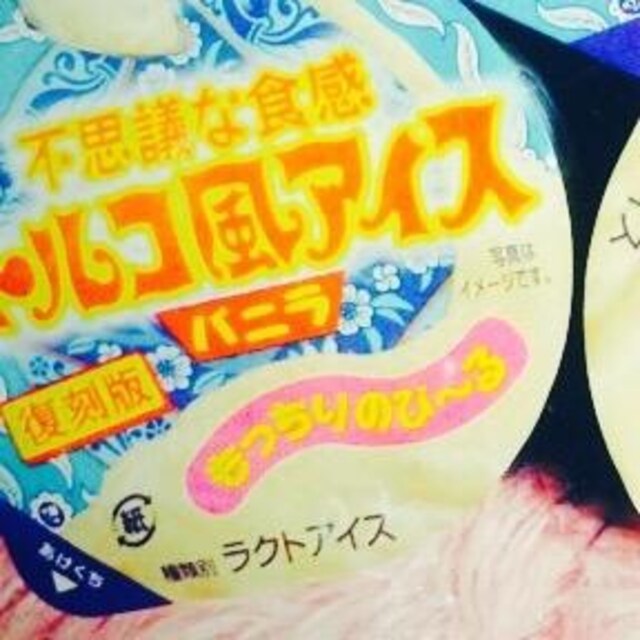 不思議な食感
トルコ風アイス
バニラ
写真は
イメージです。
復刻版
もっちりのび〜る
紙
種類別 ラクトアイス
あけくち